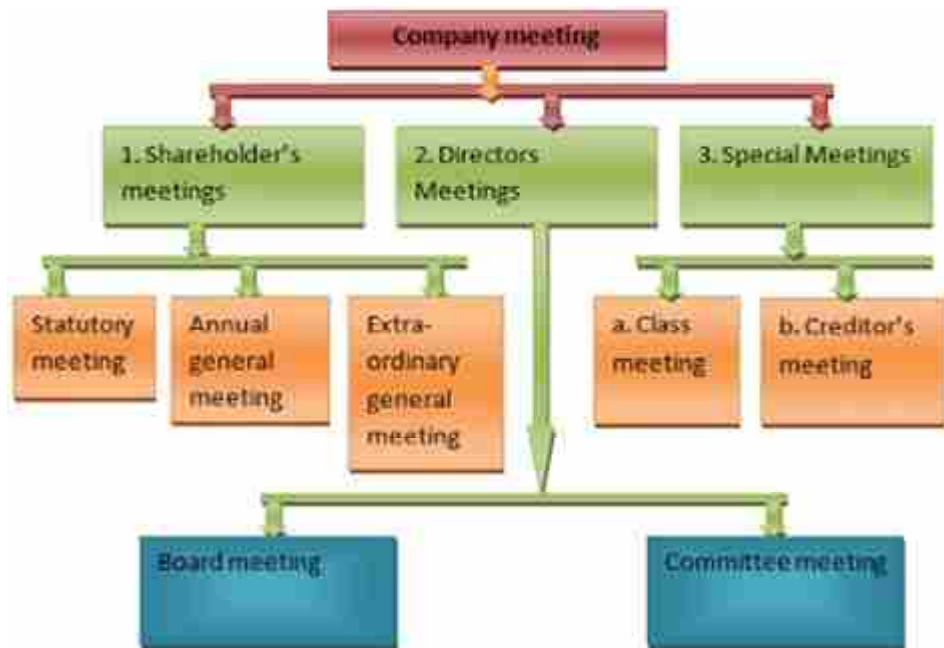 Company meeting
1. Shareholder's
meetings
2. Directors
Meetings
3. Special Meetings
Statutory
meeting
Annual
general
meeting
Extra-
ordinary
general
meeting
a. Class
meeting
b. Creditor's
meeting
Board meeting
Committee meeting